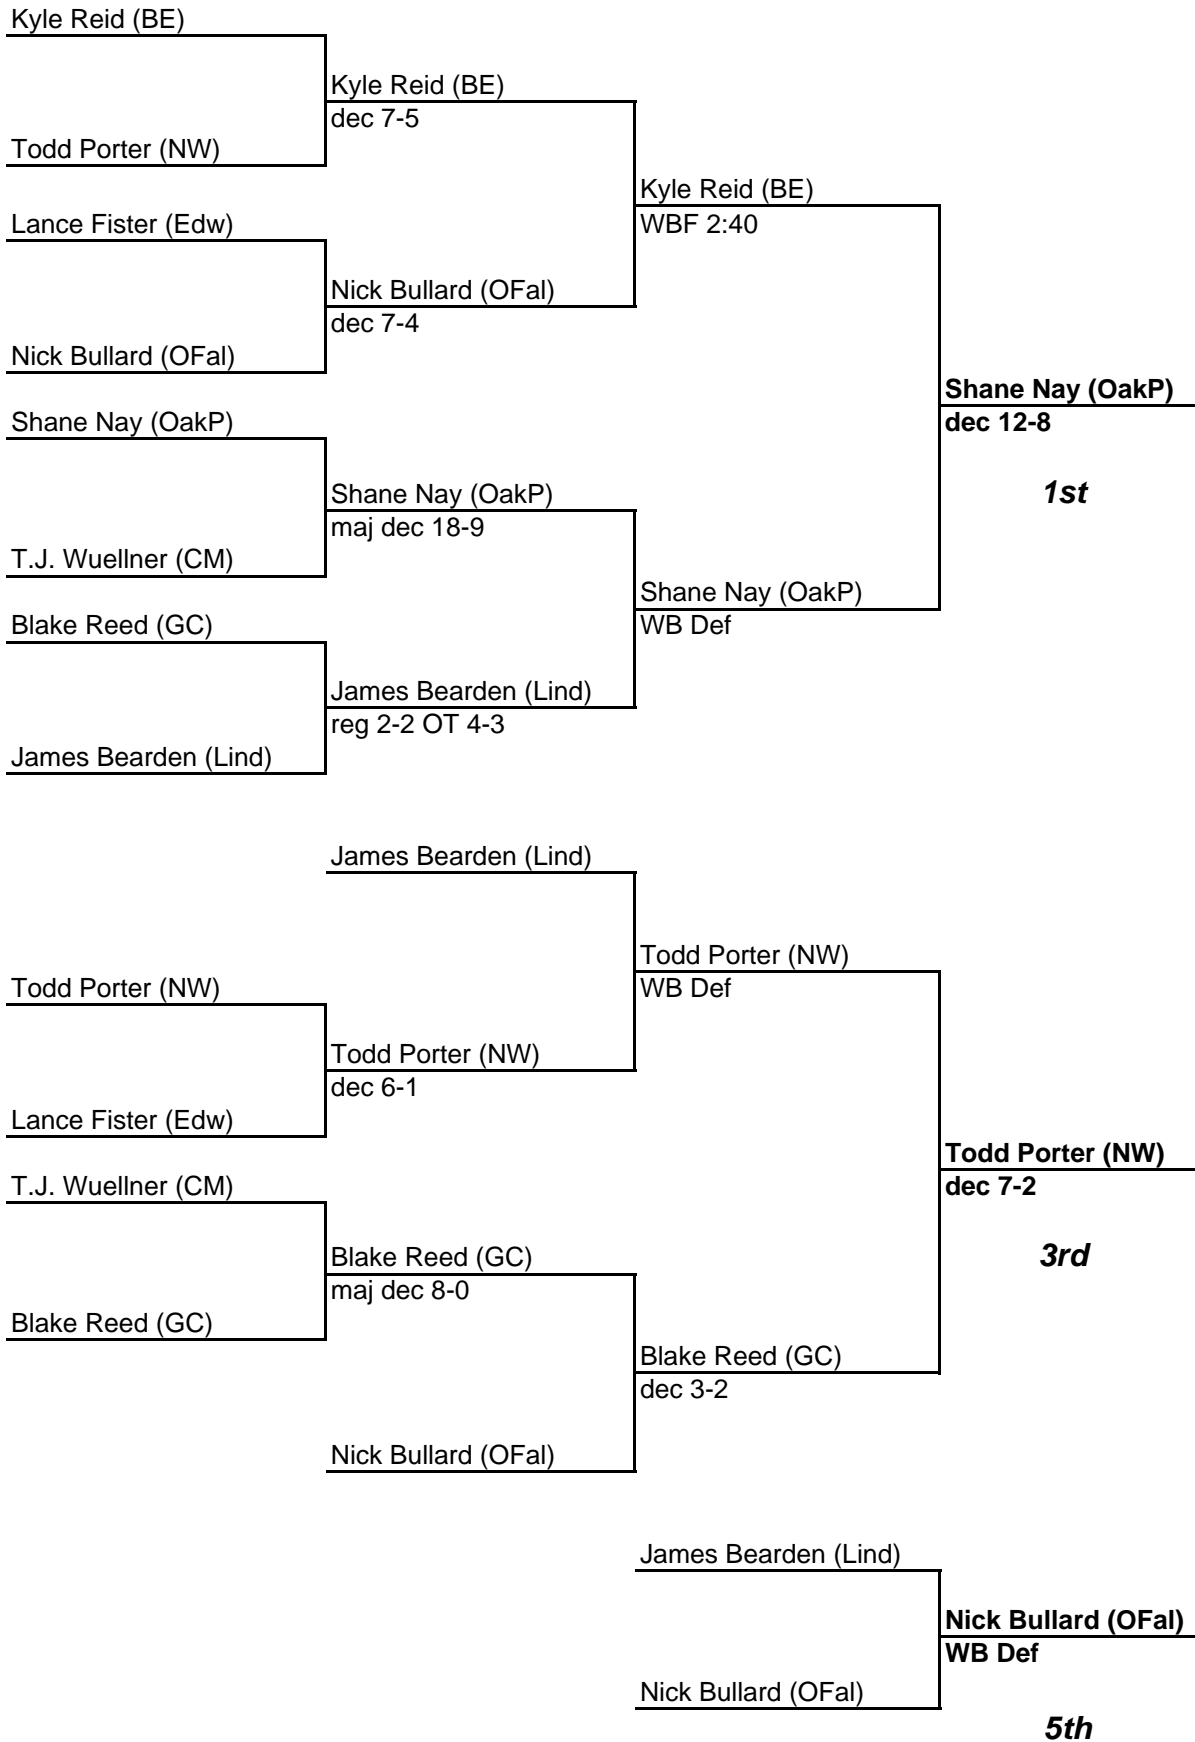 Kyle Reid (BE)
Kyle Reid (BE)
dec 7-5
Todd Porter (NW)
Kyle Reid (BE)
WBF 2:40
Lance Fister (Edw)
Nick Bullard (OFal)
dec 7-4
Nick Bullard (OFal)
Shane Nay (OakP)
dec 12-8
1st
Shane Nay (OakP)
Shane Nay (OakP)
maj dec 18-9
T.J. Wuellner (CM)
Shane Nay (OakP)
WB Def
Blake Reed (GC)
James Bearden (Lind)
reg 2-2 OT 4-3
James Bearden (Lind)
James Bearden (Lind)
Todd Porter (NW)
WB Def
Todd Porter (NW)
Todd Porter (NW)
dec 6-1
Lance Fister (Edw)
Todd Porter (NW)
dec 7-2
3rd
T.J. Wuellner (CM)
Blake Reed (GC)
maj dec 8-0
Blake Reed (GC)
Blake Reed (GC)
dec 3-2
Nick Bullard (OFal)
James Bearden (Lind)
Nick Bullard (OFal)
WB Def
Nick Bullard (OFal)
5th